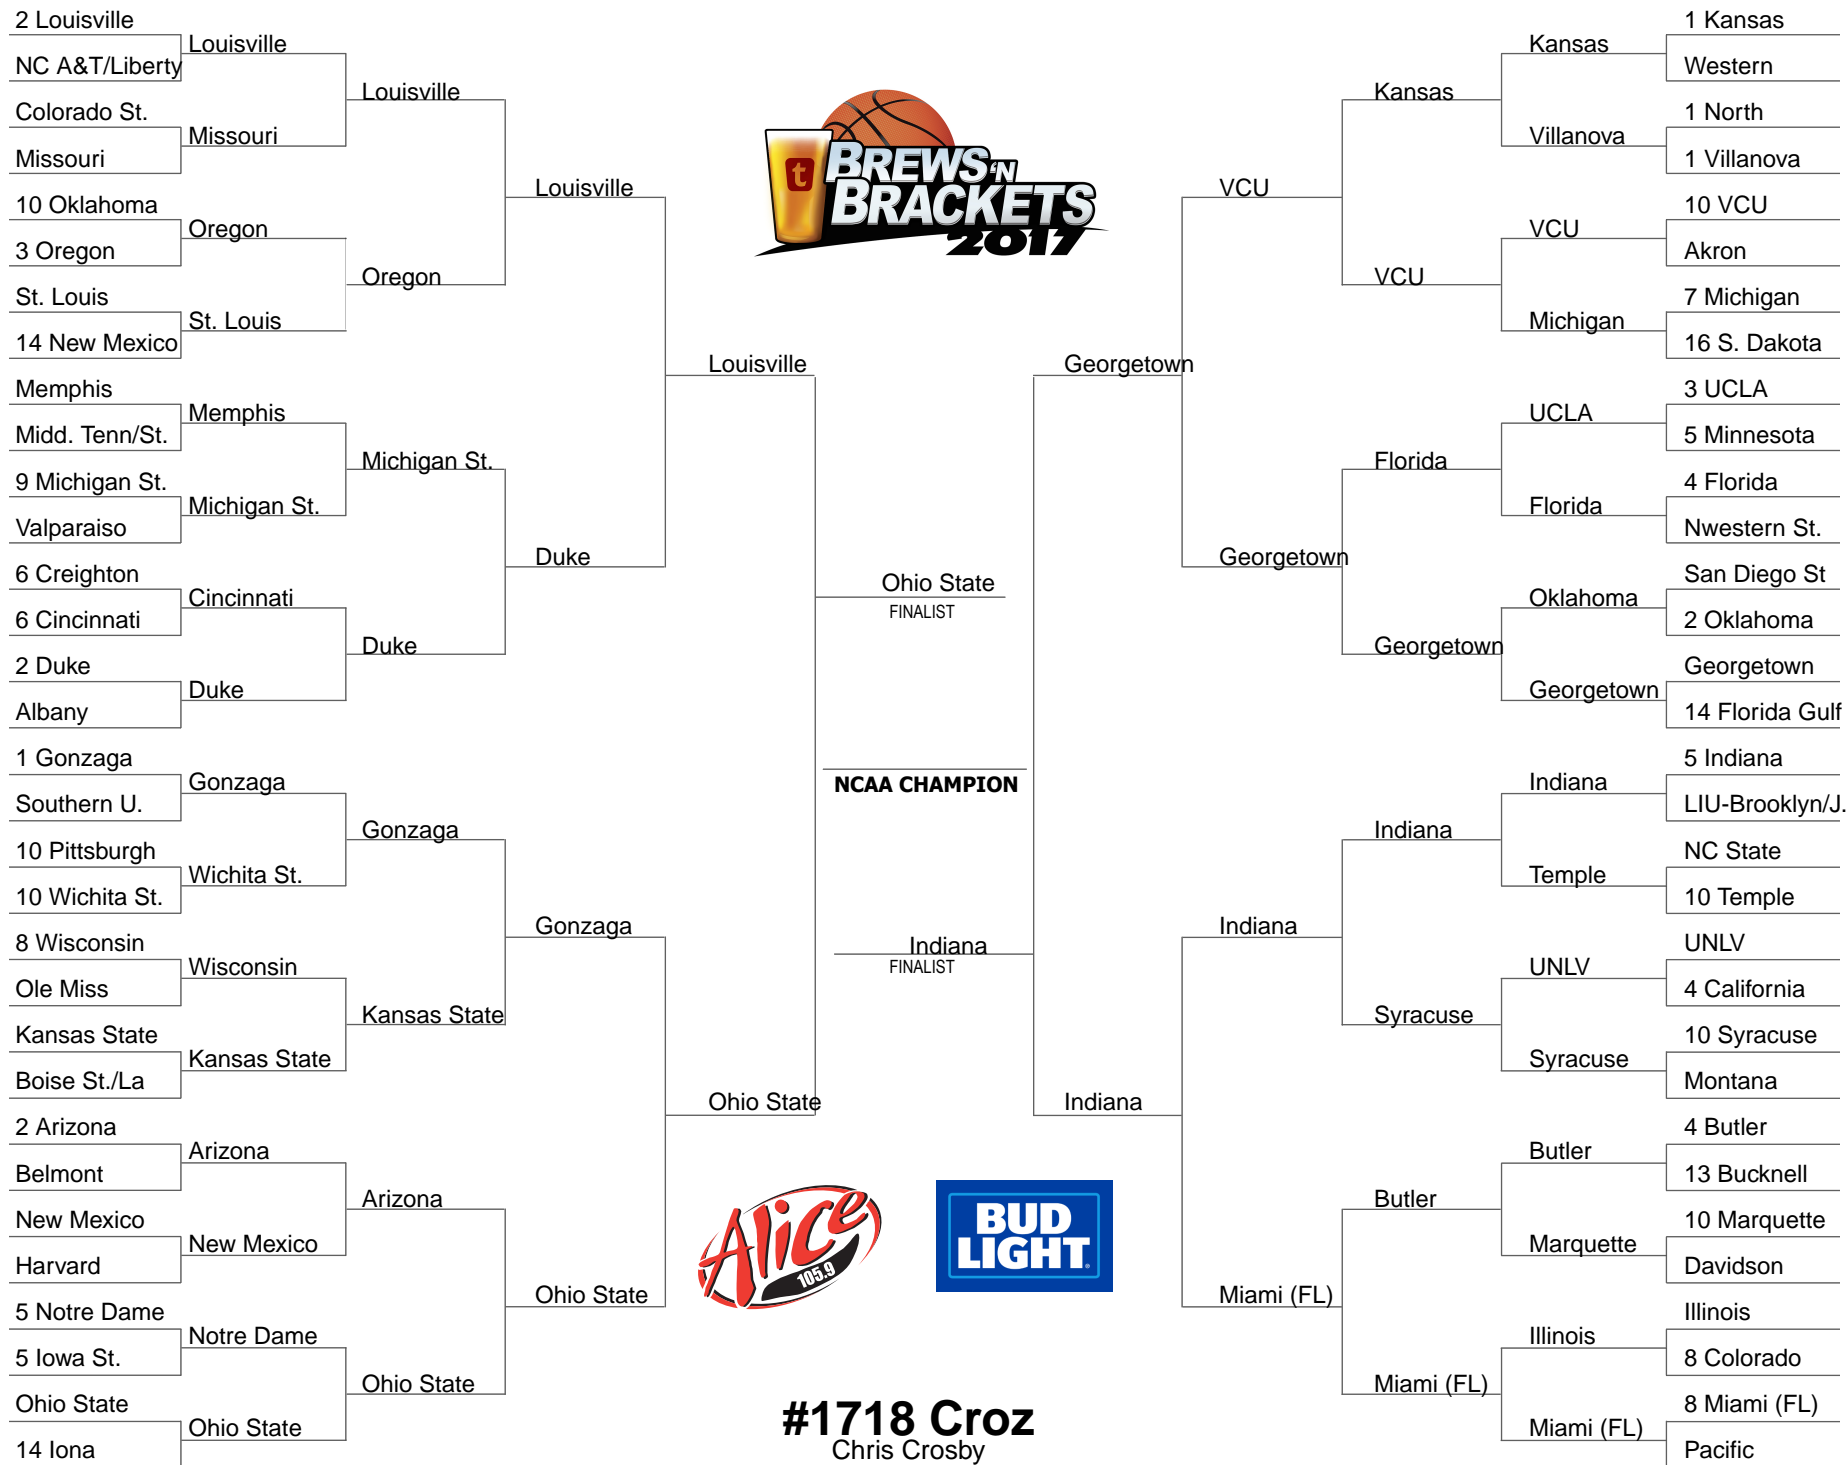 2 Louisville
NC A&T/Liberty
Colorado St.
Missouri
10 Oklahoma
3 Oregon
St. Louis
14 New Mexico
Memphis
Midd. Tenn/St.
9 Michigan St.
Valparaiso
6 Creighton
6 Cincinnati
2 Duke
Albany
1 Gonzaga
Southern U.
10 Pittsburgh
10 Wichita St.
8 Wisconsin
Ole Miss
Kansas State
Boise St./La
2 Arizona
Belmont
New Mexico
Harvard
5 Notre Dame
5 Iowa St.
Ohio State
14 Iona
Louisville
Missouri
Oregon
St. Louis
Memphis
Michigan St.
Cincinnati
Duke
Gonzaga
Wichita St.
Wisconsin
Kansas State
Arizona
New Mexico
Notre Dame
Ohio State
Louisville
Oregon
Michigan St.
Duke
Gonzaga
Kansas State
Arizona
Ohio State
Louisville
Duke
Gonzaga
Ohio State
Louisville
Ohio State
t
BREWS 'N
BRACKETS
2017
Ohio State
FINALIST
NCAA CHAMPION
Indiana
FINALIST
Alice
105.9
BUD
LIGHT
#1718 Croz
Chris Crosby
Georgetown
Indiana
VCU
Georgetown
Indiana
Miami (FL)
Kansas
VCU
Florida
Georgetown
Indiana
Syracuse
Butler
Miami (FL)
Kansas
Villanova
VCU
Michigan
UCLA
Florida
Oklahoma
Georgetown
Indiana
Temple
UNLV
Syracuse
Butler
Marquette
Illinois
Miami (FL)
1 Kansas
Western
1 North
1 Villanova
10 VCU
Akron
7 Michigan
16 S. Dakota
3 UCLA
5 Minnesota
4 Florida
Nwestern St.
San Diego St
2 Oklahoma
Georgetown
14 Florida Gulf
5 Indiana
LIU-Brooklyn/J.
NC State
10 Temple
UNLV
4 California
10 Syracuse
Montana
4 Butler
13 Bucknell
10 Marquette
Davidson
Illinois
8 Colorado
8 Miami (FL)
Pacific